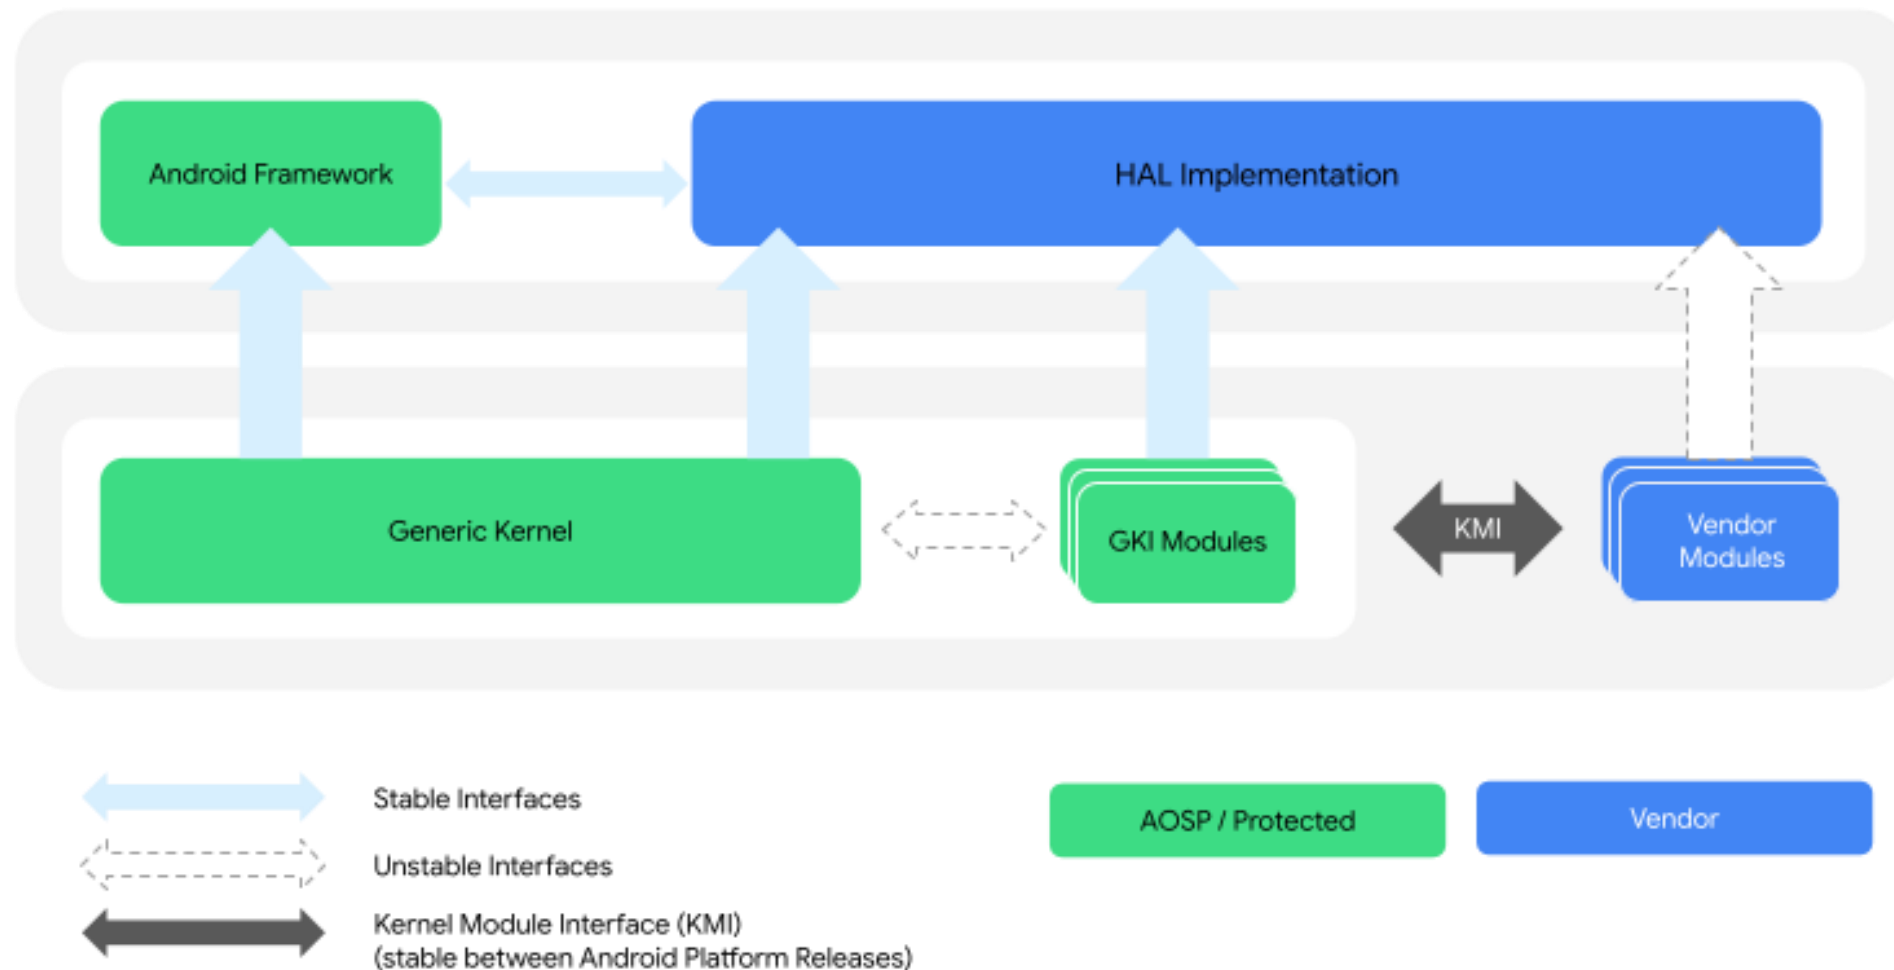 Android Framework
HAL Implementation
Generic Kernel
GKI Modules
KMI
Vendor
Modules
Stable Interfaces
Unstable Interfaces
Kernel Module Interface (KMI)
(stable between Android Platform Releases)
AOSP / Protected
Vendor